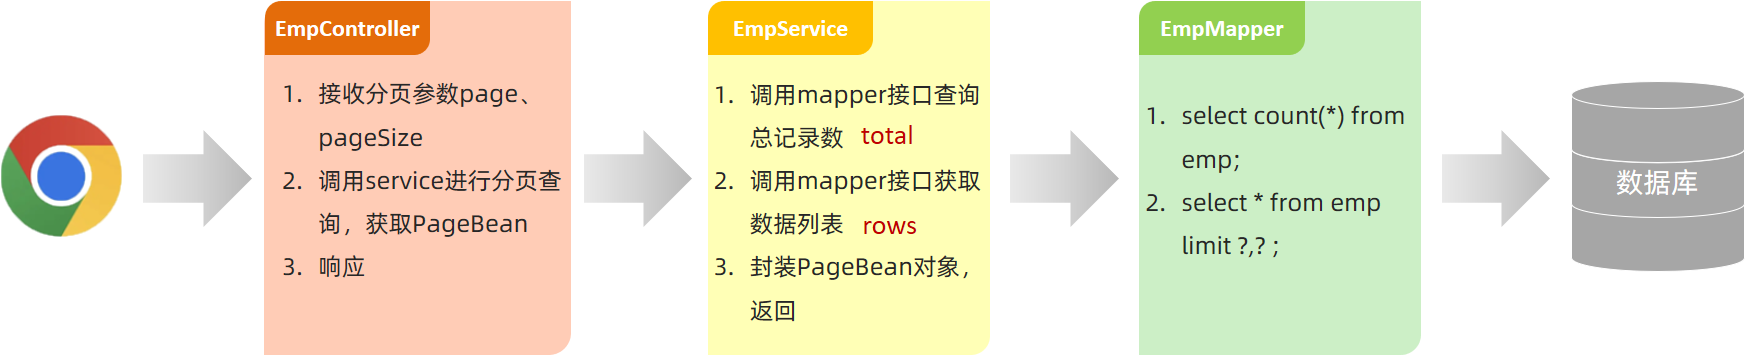 EmpController
1. 接收分页参数page、
pageSize
2. 调用service进行分页查
询，获取PageBean
3. 响应
EmpService
1. 调用mapper接口查询
总记录数 total
2. 调用mapper接口获取
数据列表 rows
3. 封装PageBean对象，
返回
EmpMapper
1. select count(*) from
emp;
2. select * from emp
limit ?,? ;
数据库